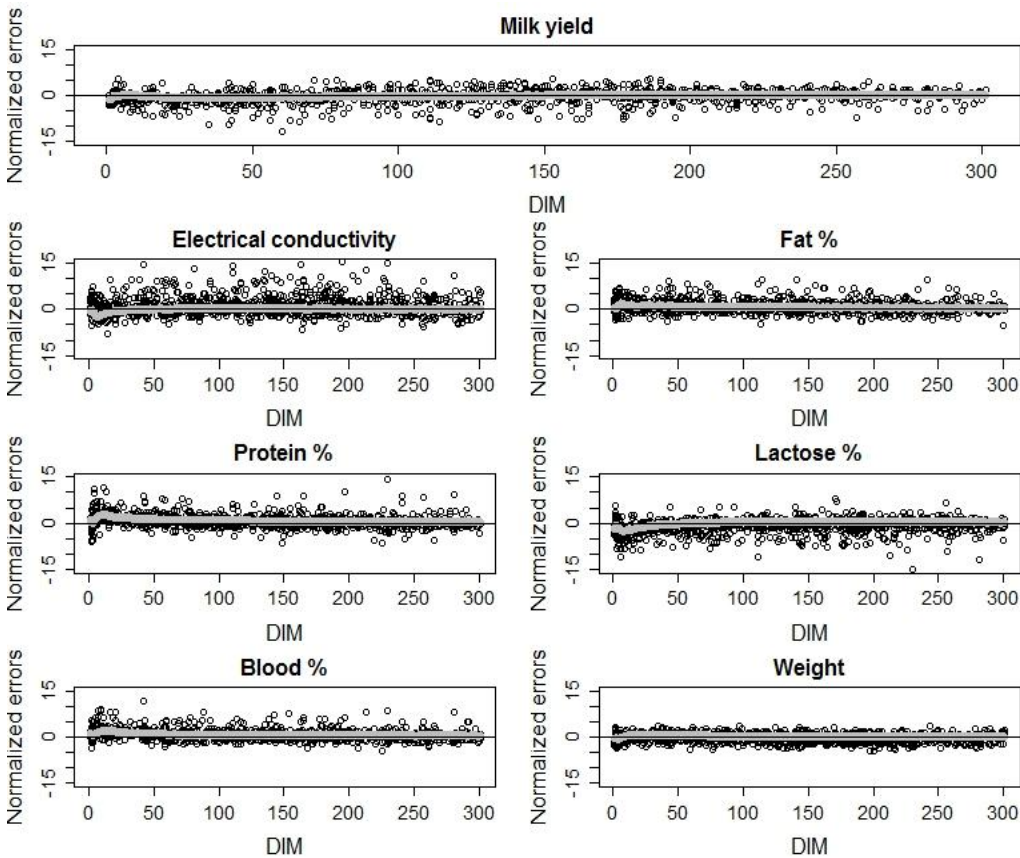 Milk yield
Normalized errors
15
0
-15
0 50 100 150 200 250 300
DIM
Electrical conductivity
Normalized errors
15
0
-15
0 50 100 150 200 250 300
DIM
Fat %
Normalized errors
15
0
-15
0 50 100 150 200 250 300
DIM
Protein %
Normalized errors
15
0
-15
0 50 100 150 200 250 300
DIM
Lactose %
Normalized errors
15
0
-15
0 50 100 150 200 250 300
DIM
Blood %
Normalized errors
15
0
-15
0 50 100 150 200 250 300
DIM
Weight
Normalized errors
15
0
-15
0 50 100 150 200 250 300
DIM